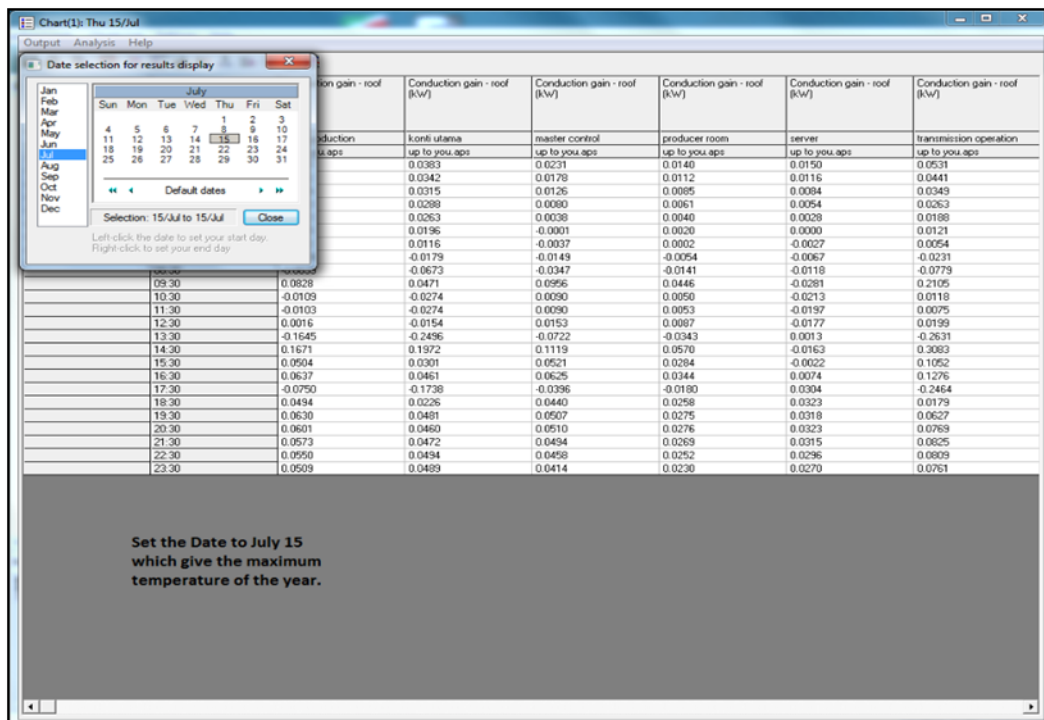 Chart(1): Thu 15/Jul
Output Analysis Help
Date selection for results display
Jan
Feb
Mar
Apr
May
Jun
Jul
Aug
Sep
Oct
Nov
Dec
July
Sun Mon Tue Wed Thu Fri Sat
1 2 3
4 5 6 7 8 9 10
11 12 13 14 15 16 17
18 19 20 21 22 23 24
25 26 27 28 29 30 31
Default dates
Selection: 15/Jul to 15/Jul Close
Left-click the date to set your start day.
Right-click to set your end day
tion gain - roof Conduction gain - roof (kW) Conduction gain - roof (kW) Conduction gain - roof (kW) Conduction gain - roof (kW) Conduction gain - roof (kW)
duction konti utama master control producer room server transmission operation
u.aps up to you.aps up to you.aps up to you.aps up to you.aps up to you.aps
0.0383 0.0231 0.0140 0.0150 0.0531
0.0342 0.0178 0.0112 0.0116 0.0441
0.0315 0.0126 0.0085 0.0084 0.0349
0.0288 0.0080 0.0061 0.0054 0.0263
0.0263 0.0038 0.0040 0.0028 0.0188
0.0196 -0.0001 0.0020 0.0000 0.0121
0.0116 -0.0037 0.0002 -0.0027 0.0054
-0.0179 -0.0149 -0.0054 -0.0067 -0.0231
-0.0673 -0.0347 -0.0141 -0.0118 -0.0779
09:30 0.0828 0.0471 0.0956 0.0446 -0.0281 0.2105
10:30 -0.0109 -0.0274 0.0090 0.0050 -0.0213 0.0118
11:30 -0.0103 -0.0274 0.0090 0.0053 -0.0197 0.0075
12:30 0.0016 -0.0154 0.0153 0.0087 -0.0177 0.0199
13:30 -0.1645 -0.2496 -0.0722 -0.0343 0.0013 -0.2631
14:30 0.1671 0.1972 0.1119 0.0570 -0.0163 0.3083
15:30 0.0504 0.0301 0.0521 0.0284 -0.0022 0.1052
16:30 0.0637 0.0461 0.0625 0.0344 0.0074 0.1276
17:30 -0.0750 -0.1738 -0.0396 -0.0180 0.0304 -0.2464
18:30 0.0494 0.0226 0.0440 0.0258 0.0323 0.0179
19:30 0.0630 0.0481 0.0507 0.0275 0.0318 0.0627
20:30 0.0601 0.0460 0.0510 0.0276 0.0323 0.0769
21:30 0.0573 0.0472 0.0494 0.0269 0.0315 0.0825
22:30 0.0550 0.0494 0.0458 0.0252 0.0296 0.0809
23:30 0.0509 0.0489 0.0414 0.0230 0.0270 0.0761
Set the Date to July 15
which give the maximum
temperature of the year.